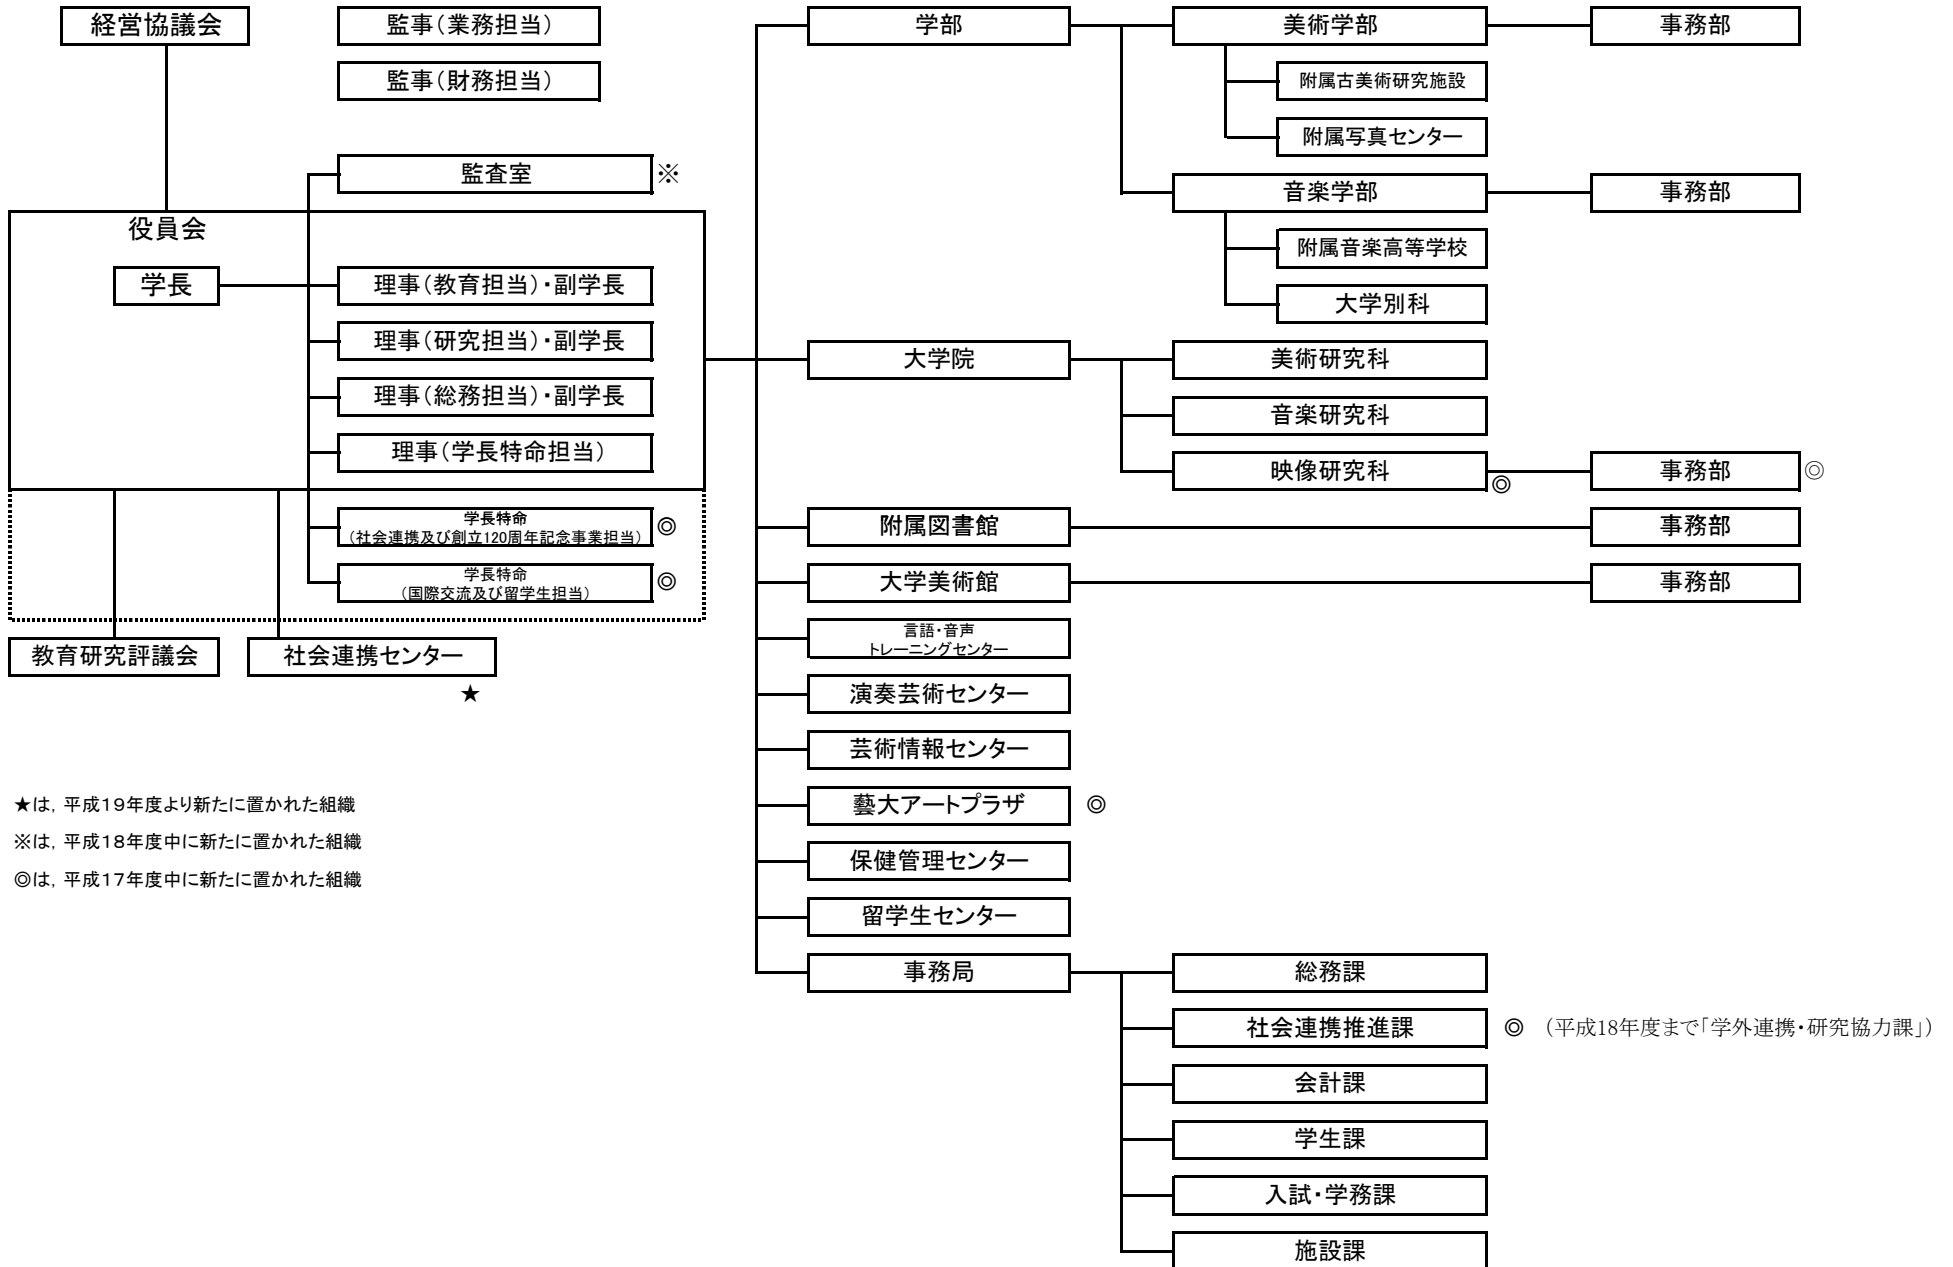 経営協議会
監事(業務担当)
監事(財務担当)
監査室 ※
役員会
学長
理事(教育担当)・副学長
理事(研究担当)・副学長
理事(総務担当)・副学長
理事(学長特命担当)
学長特命
(社会連携及び創立120周年記念事業担当) ◎
学長特命
(国際交流及び留学生担当) ◎
教育研究評議会
社会連携センター
★
★は,平成19年度より新たに置かれた組織
※は,平成18年度中に新たに置かれた組織
◎は,平成17年度中に新たに置かれた組織
学部
美術学部
事務部
附属古美術研究施設
附属写真センター
音楽学部
事務部
附属音楽高等学校
大学別科
大学院
美術研究科
音楽研究科
映像研究科 ◎
事務部 ◎
附属図書館
事務部
大学美術館
事務部
言語・音声
トレーニングセンター
演奏芸術センター
芸術情報センター
藝大アートプラザ ◎
保健管理センター
留学生センター
事務局
総務課
社会連携推進課 ◎ (平成18年度まで「学外連携・研究協力課」)
会計課
学生課
入試・学務課
施設課